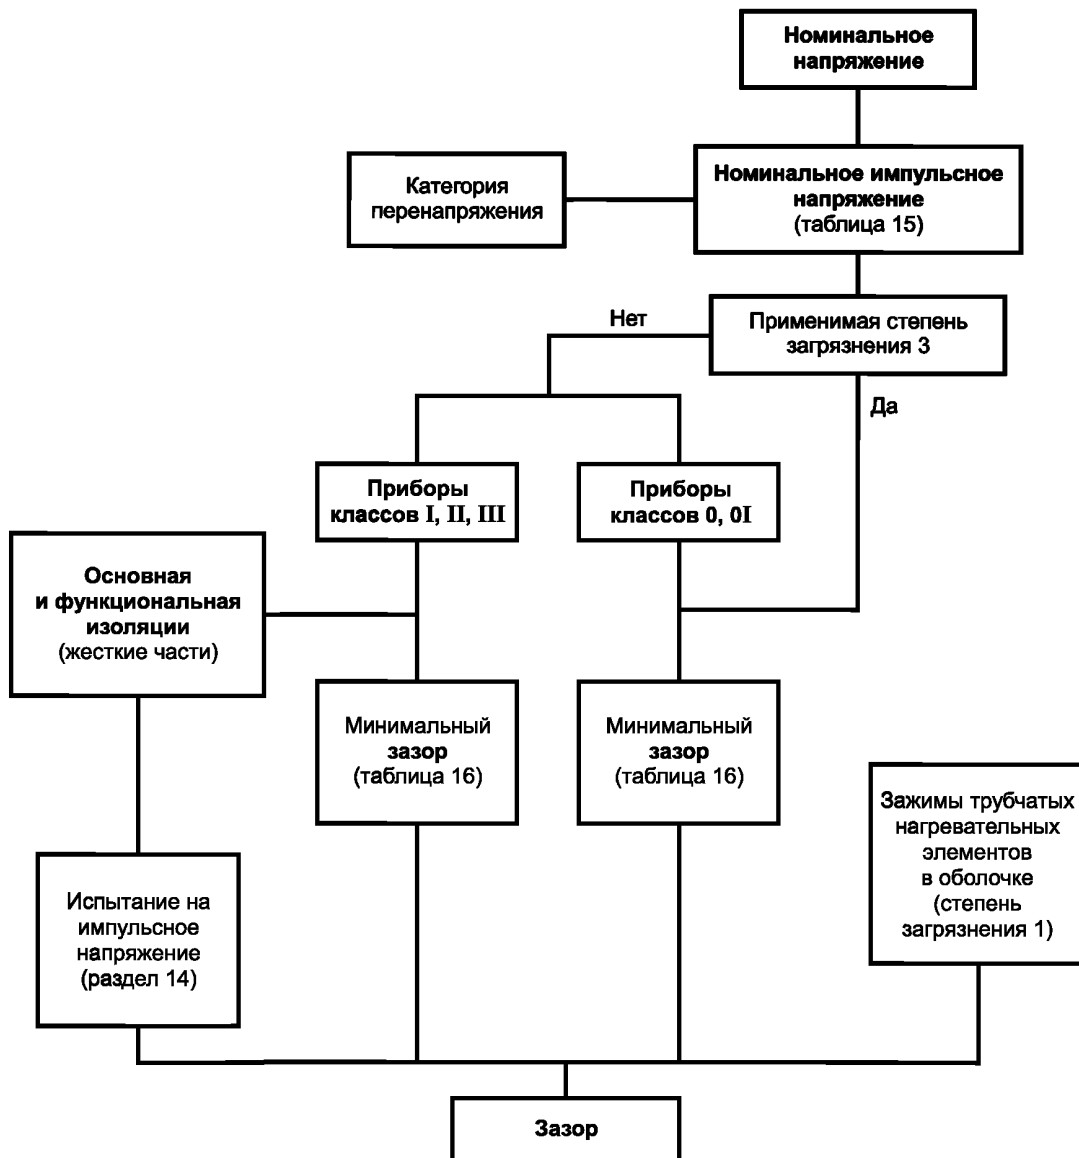 Номинальное
напряжение
Категория
перенапряжения
Номинальное импульсное
напряжение
(таблица 15)
Нет
Применимая степень
загрязнения 3
Да
Приборы
классов I, II, III
Приборы
классов 0, 0I
Основная
и функциональная
изоляции
(жесткие части)
Минимальный
зазор
(таблица 16)
Минимальный
зазор
(таблица 16)
Зажимы трубчатых
нагревательных
элементов
в оболочке
(степень
загрязнения 1)
Испытание на
импульсное
напряжение
(раздел 14)
Зазор